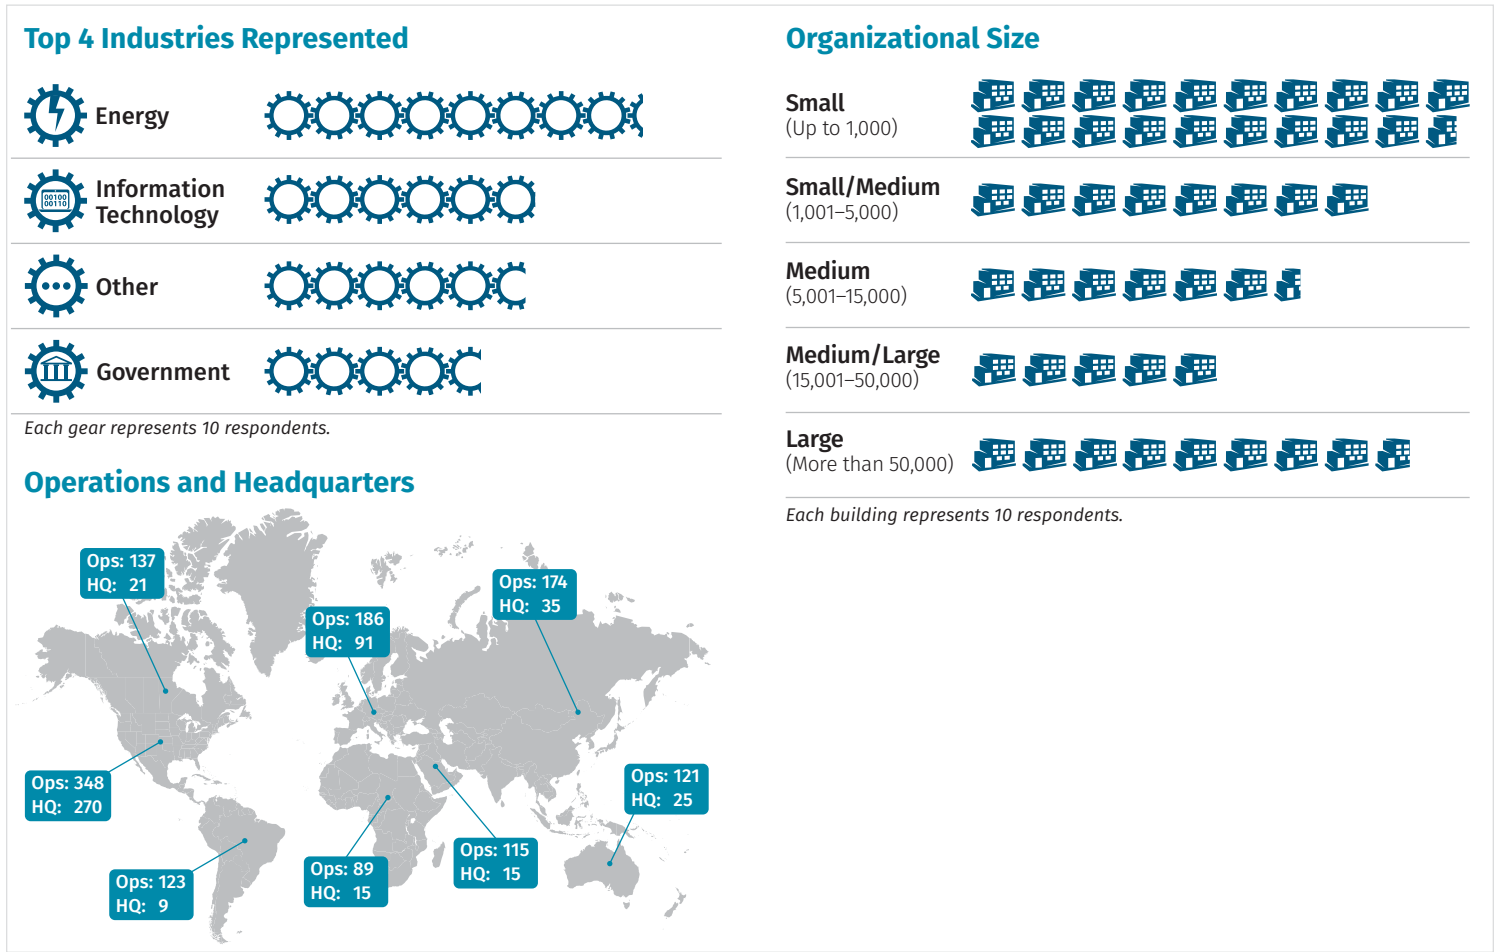 Top 4 Industries Represented
Energy
00100
00110
Information
Technology
Other
Government
Each gear represents 10 respondents.
Operations and Headquarters
Ops: 137
HQ: 21
Ops: 186
HQ: 91
Ops: 174
HQ: 35
Ops: 348
HQ: 270
Ops: 121
HQ: 25
Ops: 123
HQ: 9
Ops: 89
HQ: 15
Ops: 115
HQ: 15
Organizational Size
Small
(Up to 1,000)
Small/Medium
(1,001–5,000)
Medium
(5,001–15,000)
Medium/Large
(15,001–50,000)
Large
(More than 50,000)
Each building represents 10 respondents.